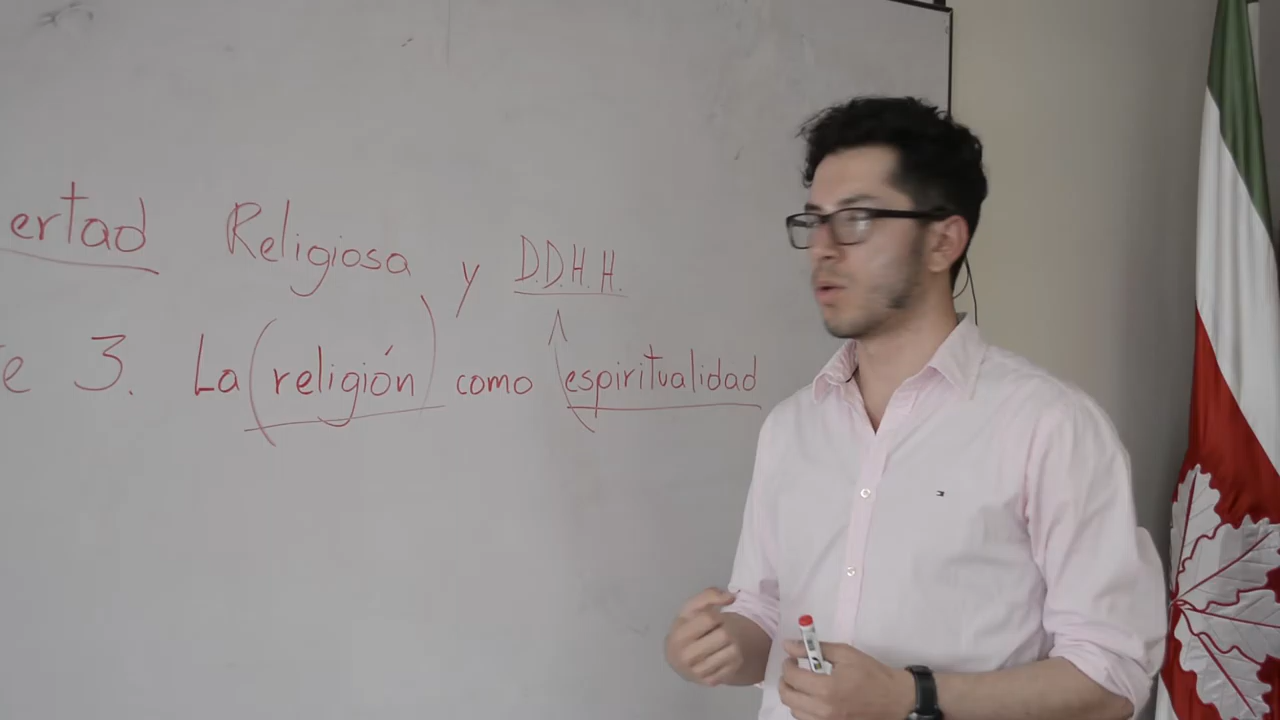 ertad Religiosa y D.D.H.H.
e 3. La (religión) como espiritualidad